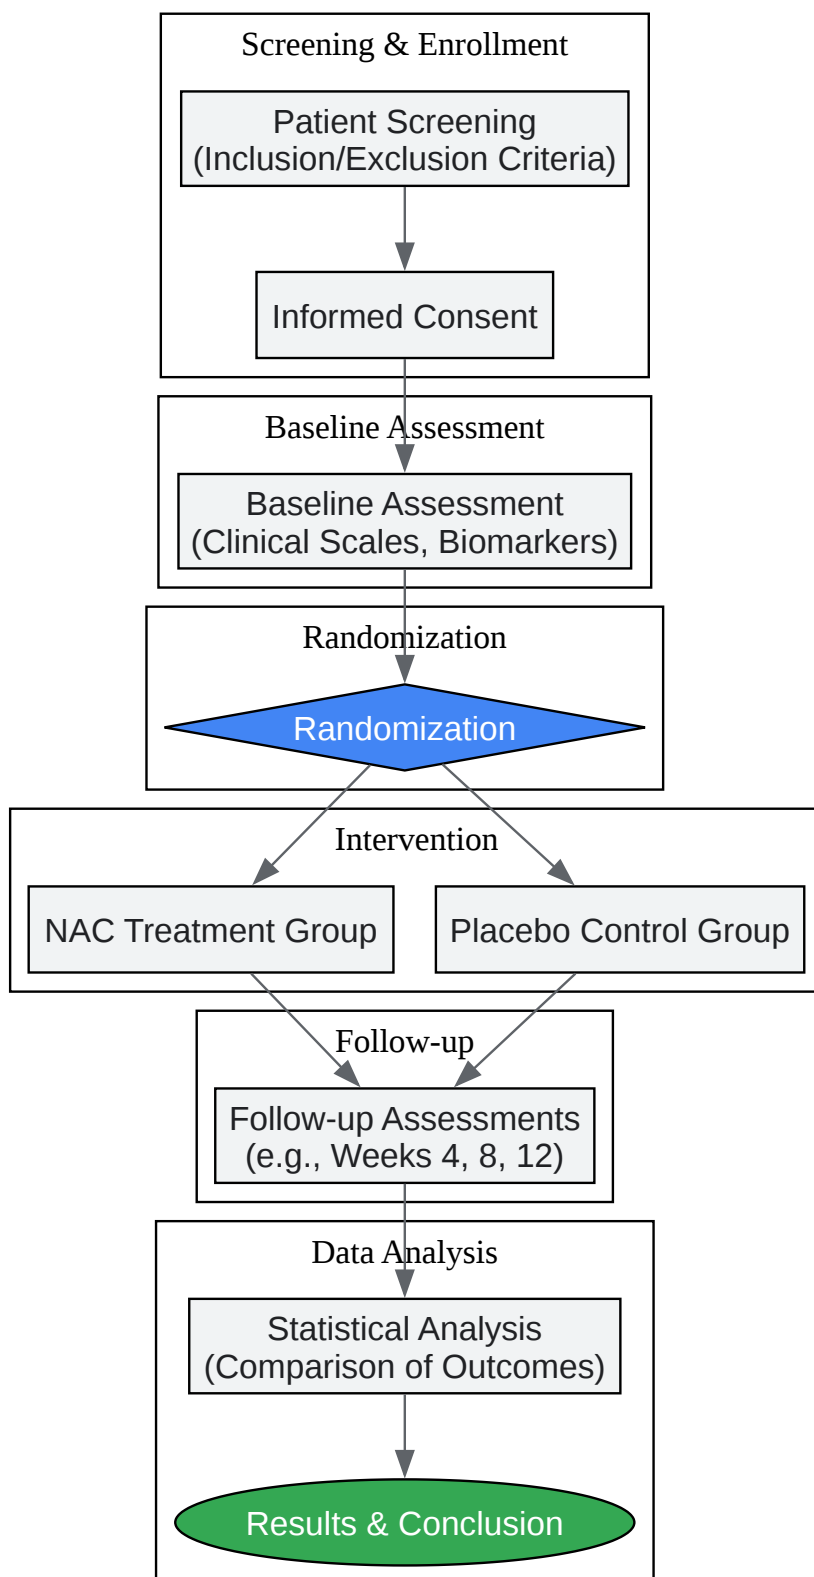 Screening & Enrollment
Patient Screening
(Inclusion/Exclusion Criteria)
Informed Consent
Baseline Assessment
Baseline Assessment
(Clinical Scales, Biomarkers)
Randomization
Randomization
Intervention
NAC Treatment Group
Placebo Control Group
Follow-up
Follow-up Assessments
(e.g., Weeks 4, 8, 12)
Data Analysis
Statistical Analysis
(Comparison of Outcomes)
Results & Conclusion